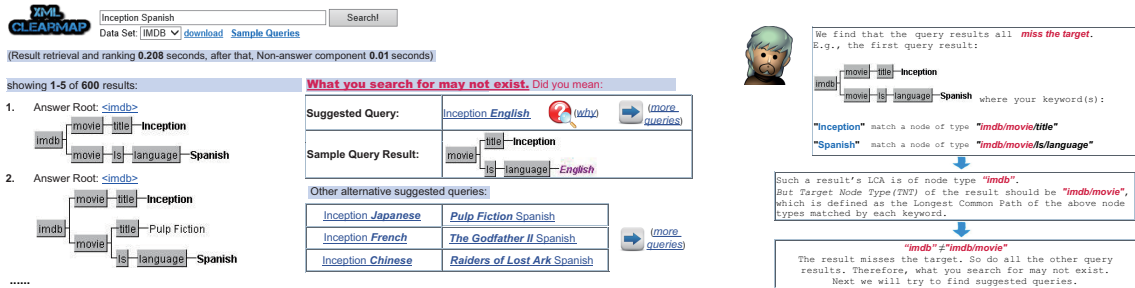 XML
CLEARMAP
Inception Spanish
Search!
Data Set: IMDB download Sample Queries
(Result retrieval and ranking 0.208 seconds, after that, Non-answer component 0.01 seconds)
showing 1-5 of 600 results:
1. Answer Root: <imdb>
imdb movie title Inception
movie ls language Spanish
2. Answer Root: <imdb>
movie title Inception
imdb
title Pulp Fiction
movie
ls language Spanish
......
What you search for may not exist. Did you mean:
Suggested Query: Inception English (why) (more queries)
Sample Query Result: movie title Inception
ls language English
Other alternative suggested queries:
Inception Japanese Pulp Fiction Spanish
Inception French The Godfather II Spanish
Inception Chinese Raiders of Lost Ark Spanish
(more queries)
We find that the query results all miss the target.
E.g., the first query result:
imdb movie title Inception
movie ls language Spanish where your keyword(s):
"Inception" match a node of type "imdb/movie/title"
"Spanish" match a node of type "imdb/movie/ls/language"
Such a result's LCA is of node type "imdb".
But Target Node Type(TNT) of the result should be "imdb/movie",
which is defined as the Longest Common Path of the above node
types matched by each keyword.
"imdb" ≠"imdb/movie"
The result misses the target. So do all the other query
results. Therefore, what you search for may not exist.
Next we will try to find suggested queries.